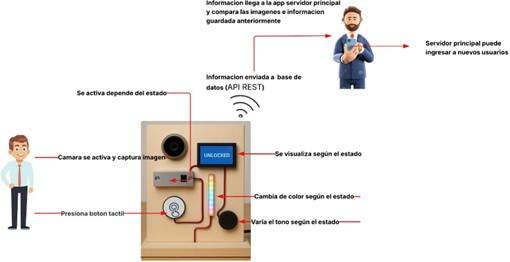 Informacion llega a la app servidor principal
y compara las imagenes e informacion
guardada anteriormente
Servidor principal puede
ingresar a nuevos usuarios
Informacion enviada a base de
datos (API REST)
Se activa depende del estado
UNLOCKED
Camara se activa y captura imagen
Se visualiza según el estado
Cambia de color según el estado
Presiona boton tactil
Varía el tono según el estado